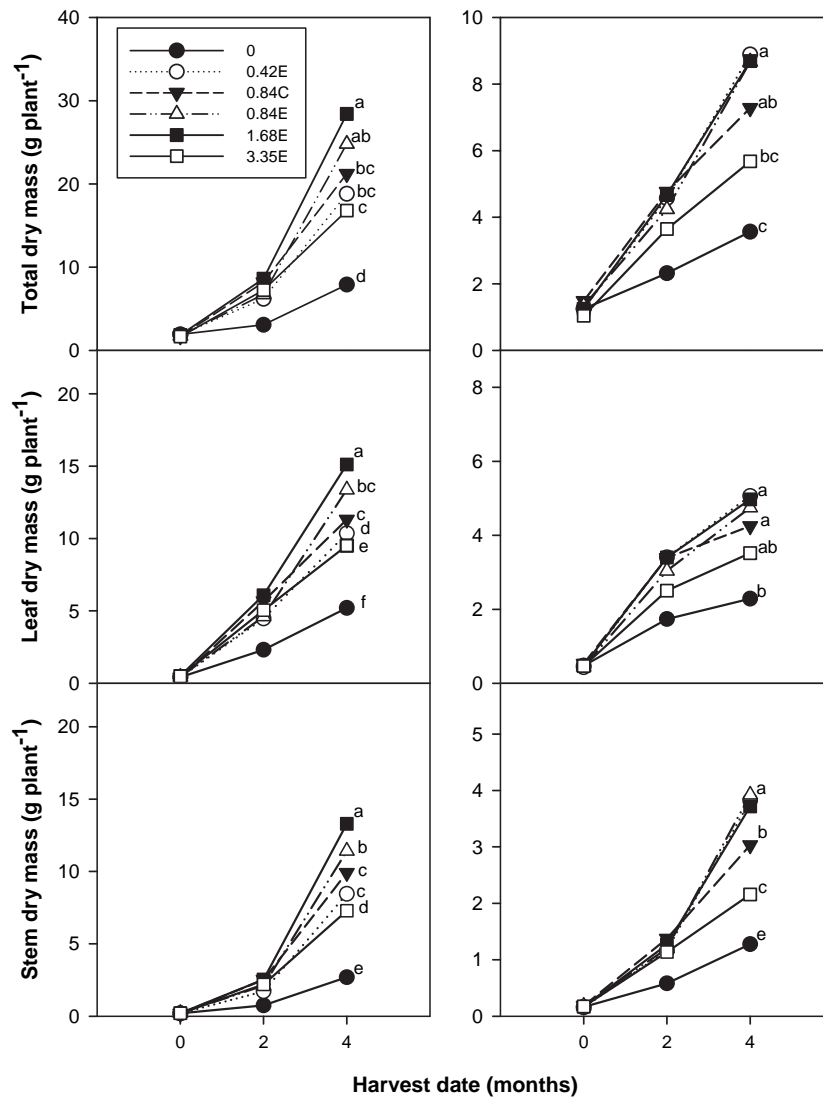 Total dry mass (g plant⁻¹)
40
30
20
10
0
0
0.42E
0.84C
0.84E
1.68E
3.35E
a
ab
bc
bc
c
d
10
8
6
4
2
0
a
ab
bc
c
Leaf dry mass (g plant⁻¹)
20
15
10
5
0
a
bc
c
d
e
f
8
6
4
2
0
a
a
ab
b
Stem dry mass (g plant⁻¹)
20
15
10
5
0
a
b
c
c
d
e
0 2 4
5
4
3
2
1
0
a
b
c
e
0 2 4
Harvest date (months)